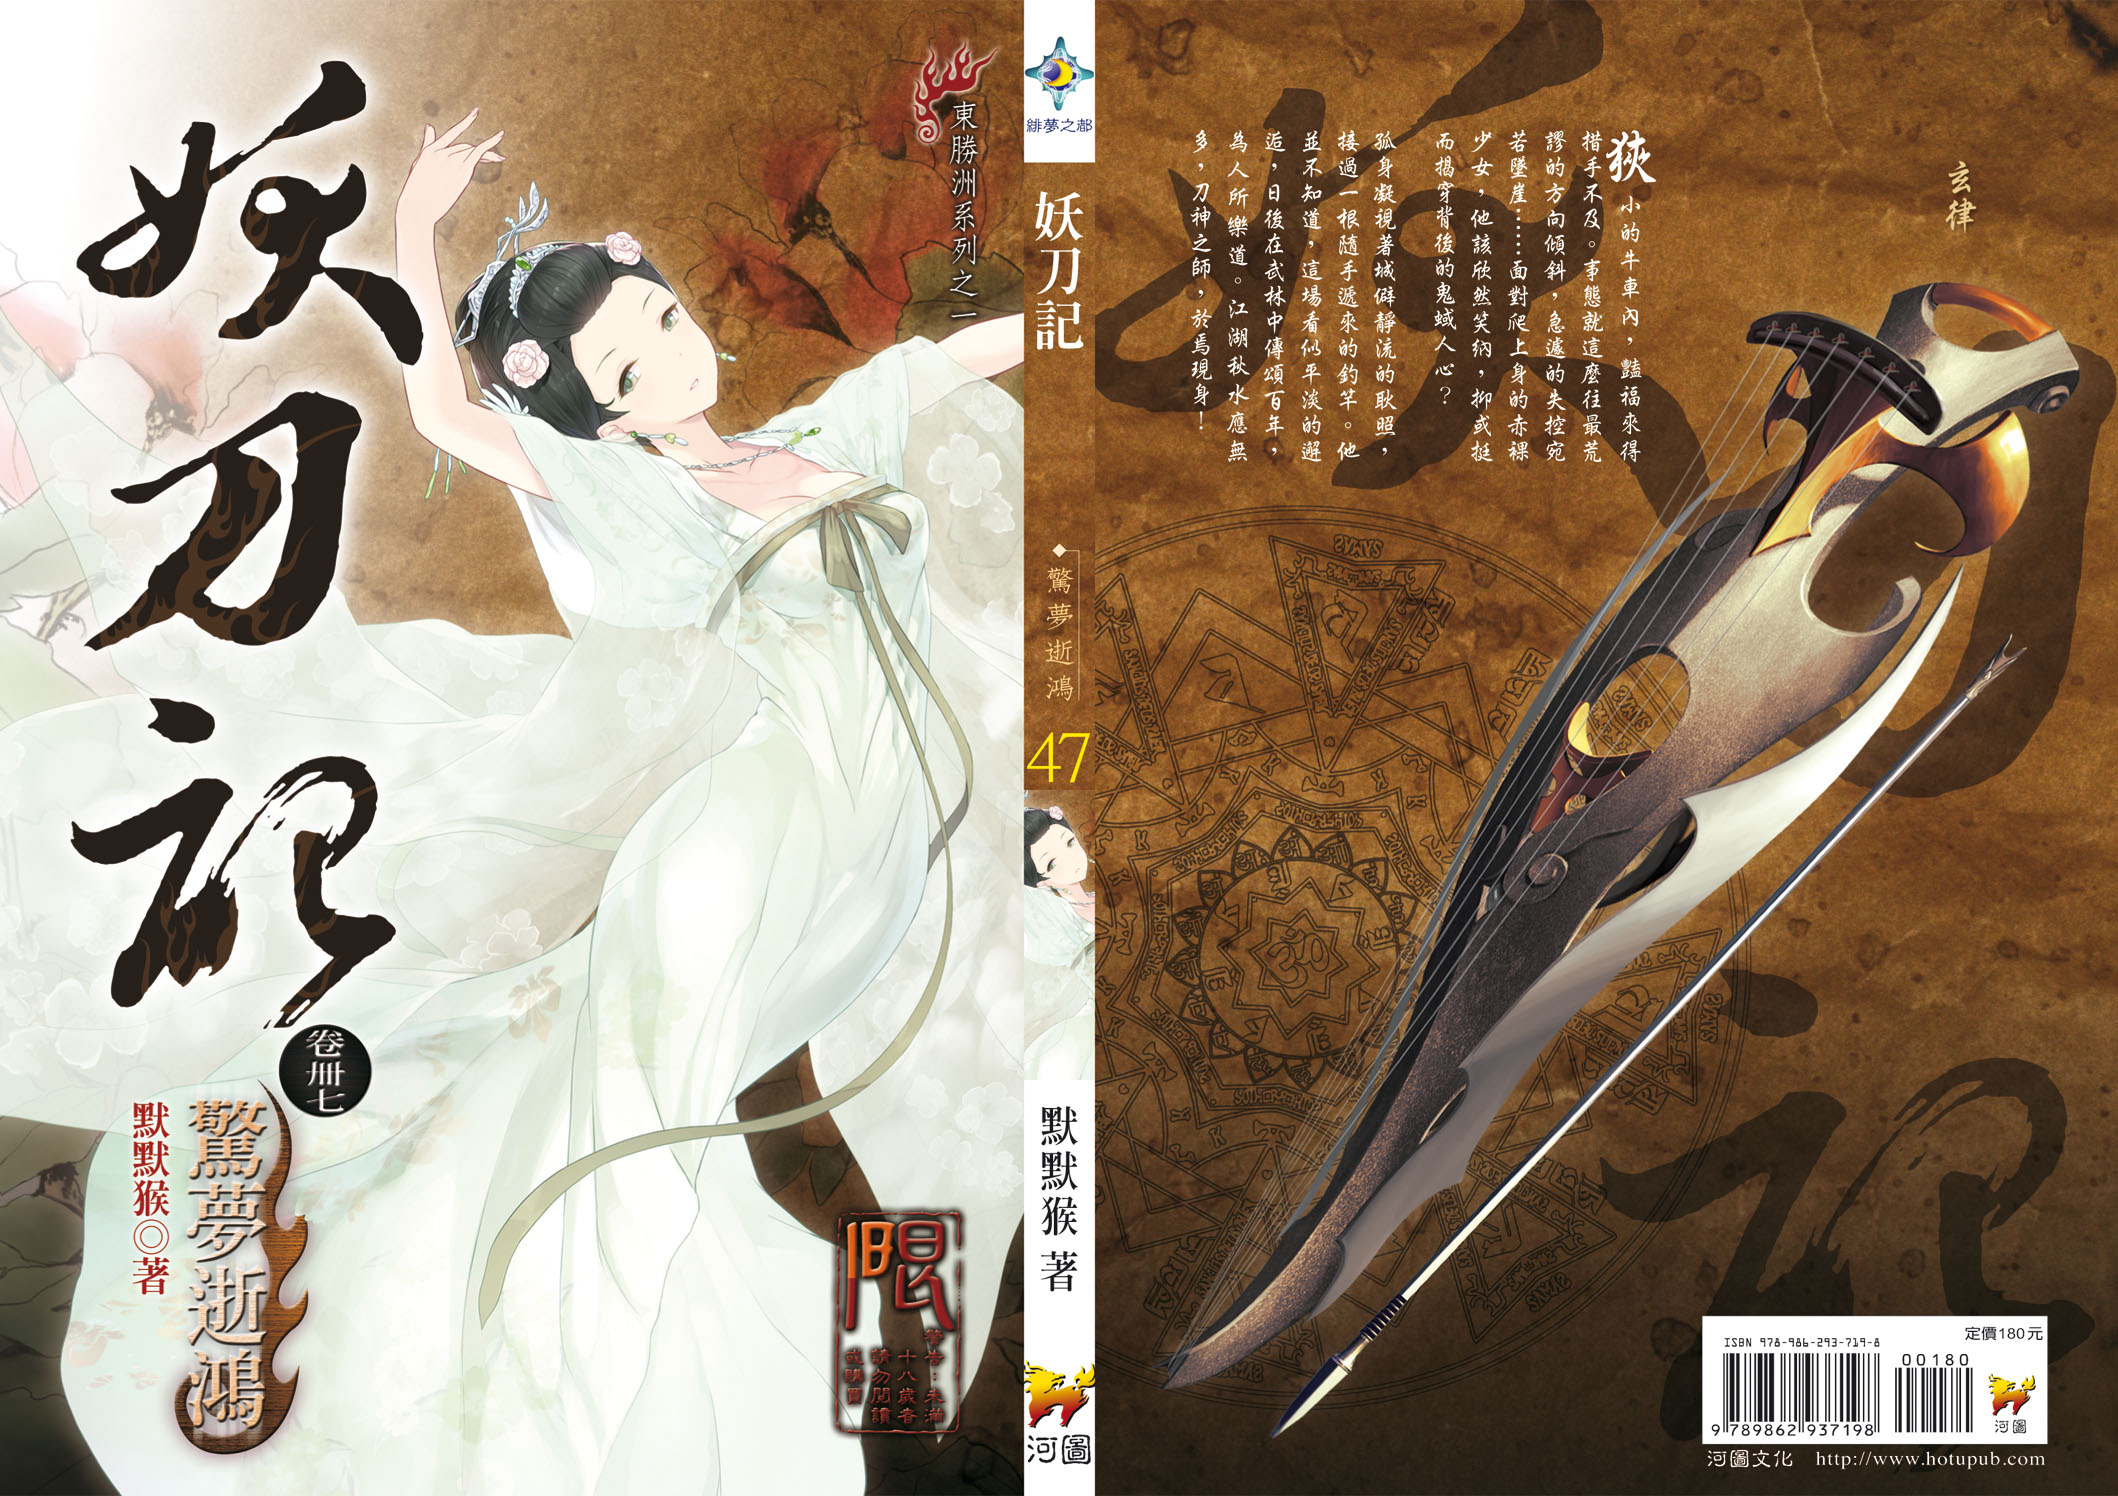 妖刀記
卷卌七
驚夢逝鴻
默默猴◎著
東勝洲系列之一
18限
警告：未滿
十八歲者
請勿閱讀
或購買
緋夢之都
妖刀記
驚夢逝鴻
47
默默猴 著
河圖
玄律
狹小的牛車內，豔福來得
措手不及。事態就這麼往最荒
謬的方向傾斜，急遽的失控宛
若墜崖……面對爬上身的赤裸
少女，他該欣然笑納，抑或挺
而揭穿背後的鬼蜮人心？
孤身凝視著城僻靜流的耿照，
接過一根隨手遞來的釣竿。他
並不知道，這場看似平淡的邂
逅，日後在武林中傳頌百年，
為人所樂道。江湖秋水應無
多，刀神之師，於焉現身！
ISBN 978-986-293-719-8
定價180元
00180
9 789862 937198
河圖
河圖文化 http://www.hotupub.com